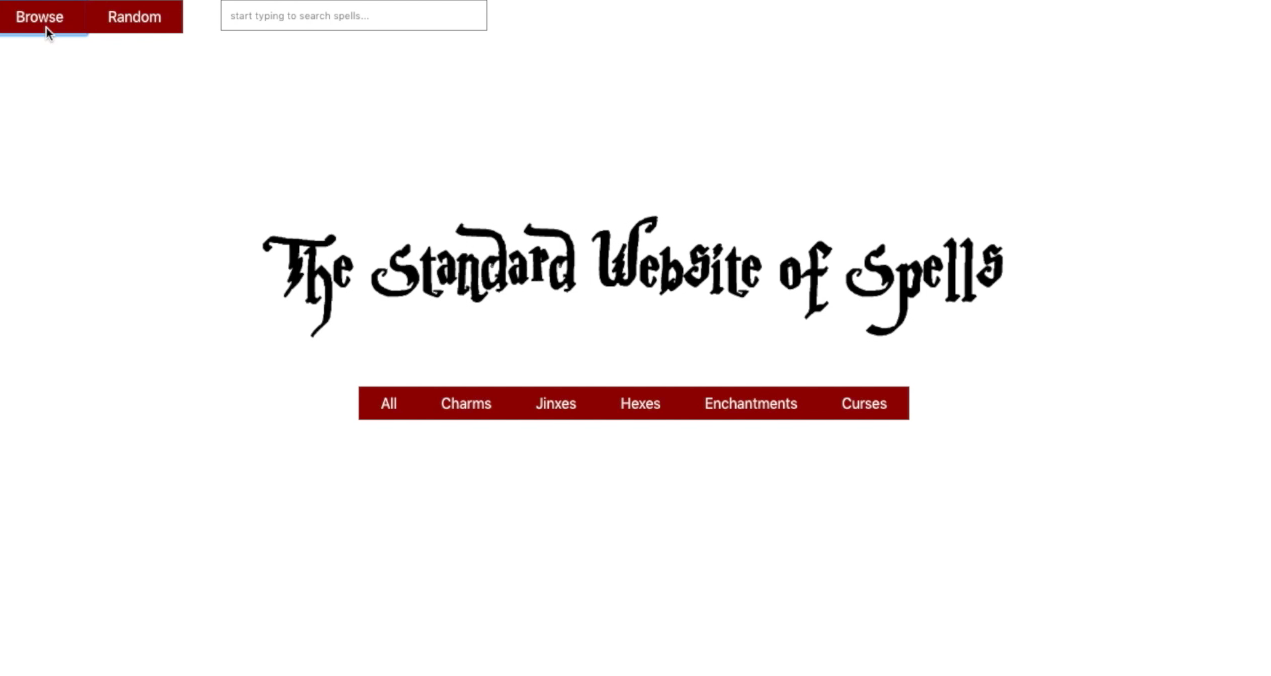 Browse Random start typing to search spells...
The Standard Website of Spells
All Charms Jinxes Hexes Enchantments Curses